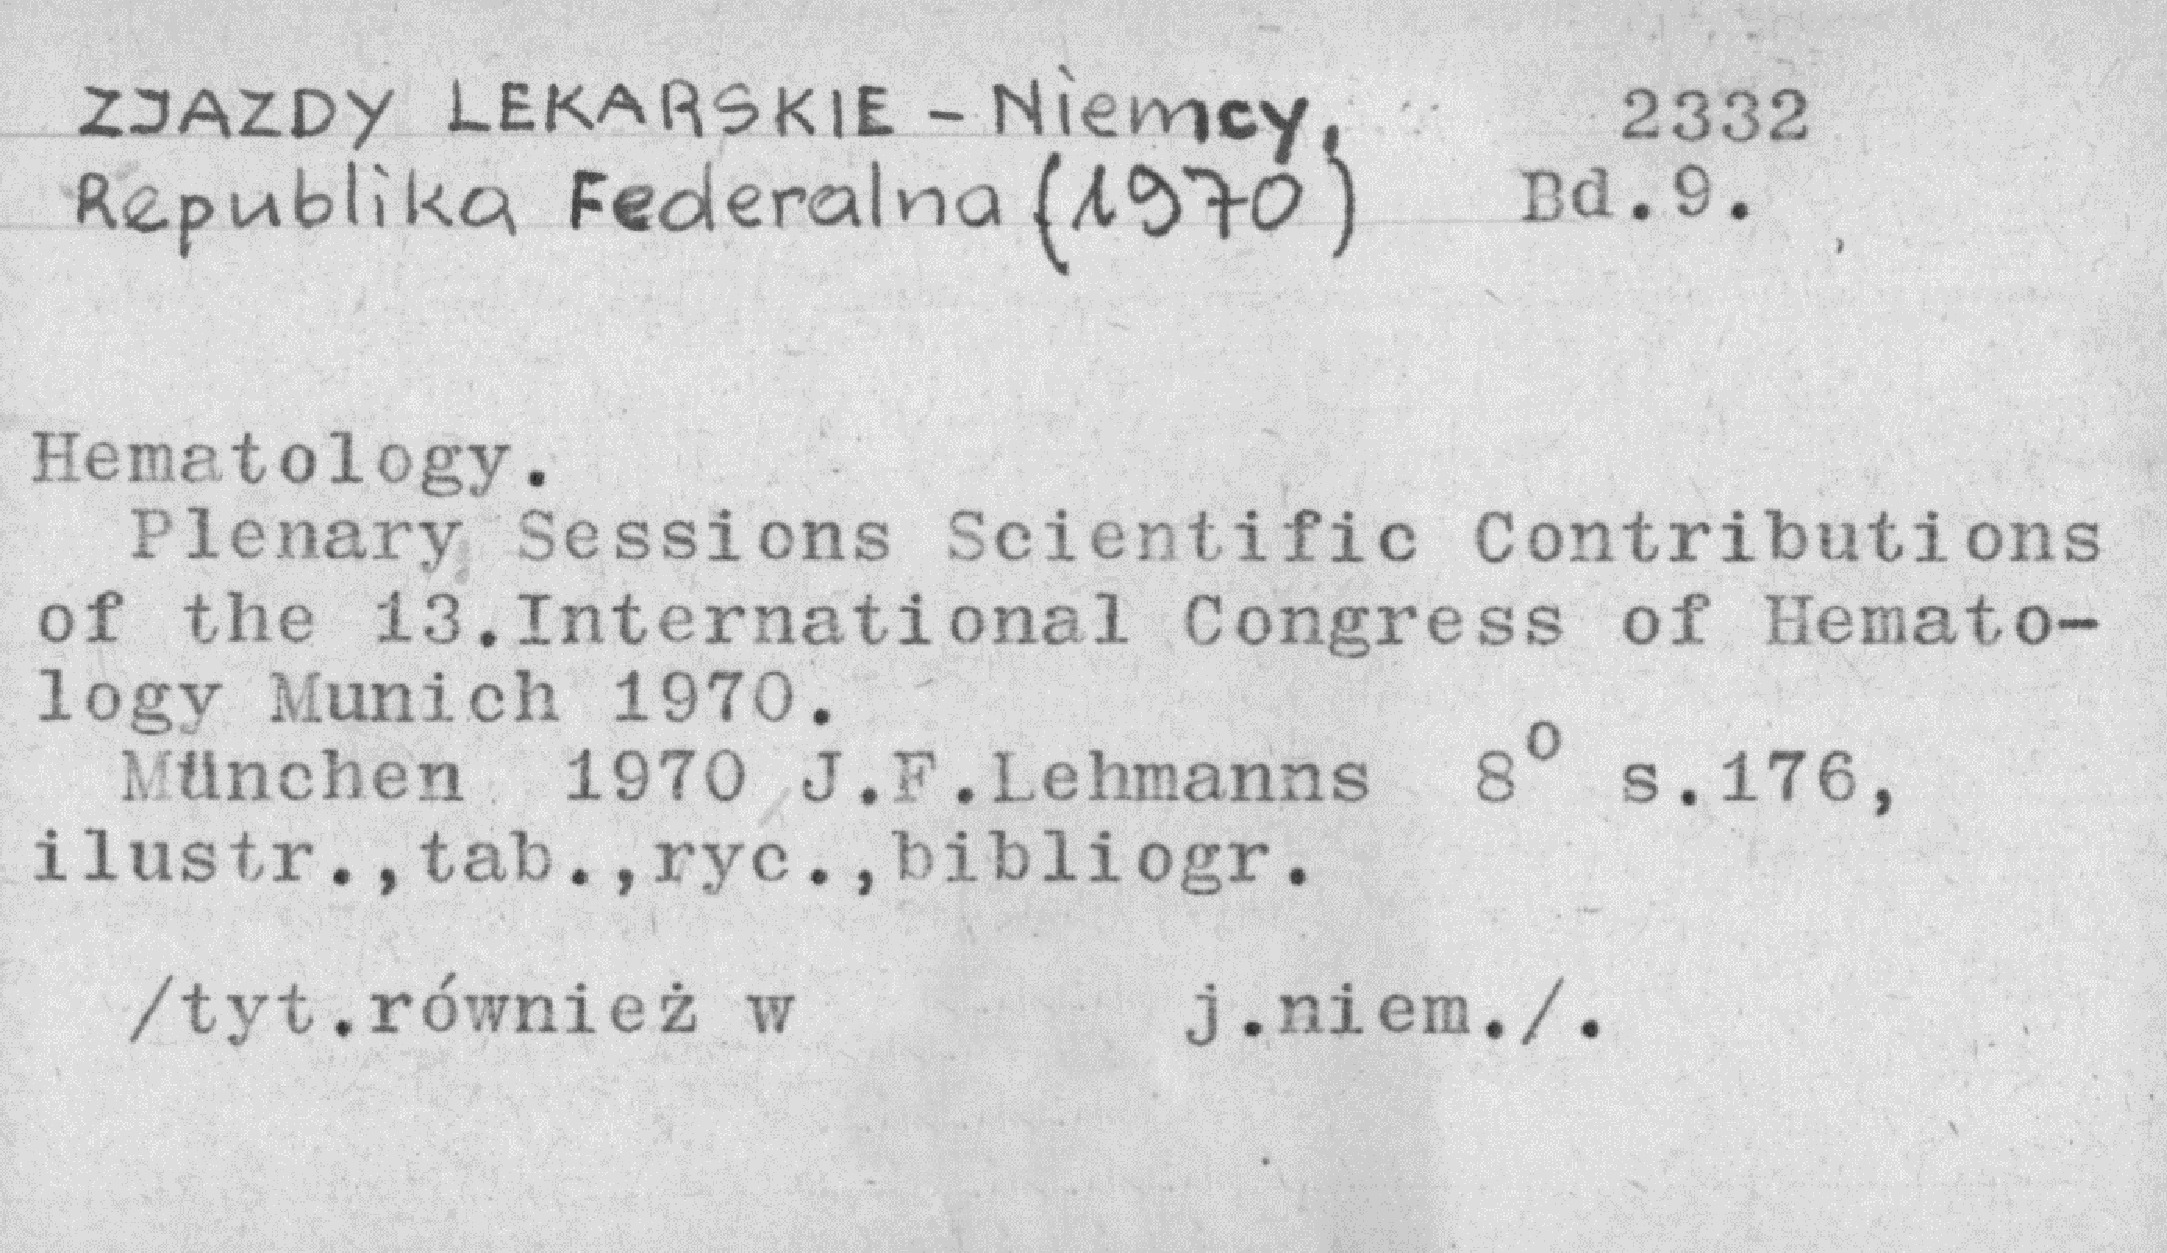 ZJAZDY LEKARSKIE - Niemcy, 2332
Republika Federalna (1970) Bd.9.
Hematology.
Plenary Sessions Scientific Contributions
of the 13.International Congress of Hemato-
logy Munich 1970.
München 1970 J.F.Lehmanns 8° s.176,
ilustr.,tab.,ryc.,bibliogr.
/tyt.również w j.niem./.